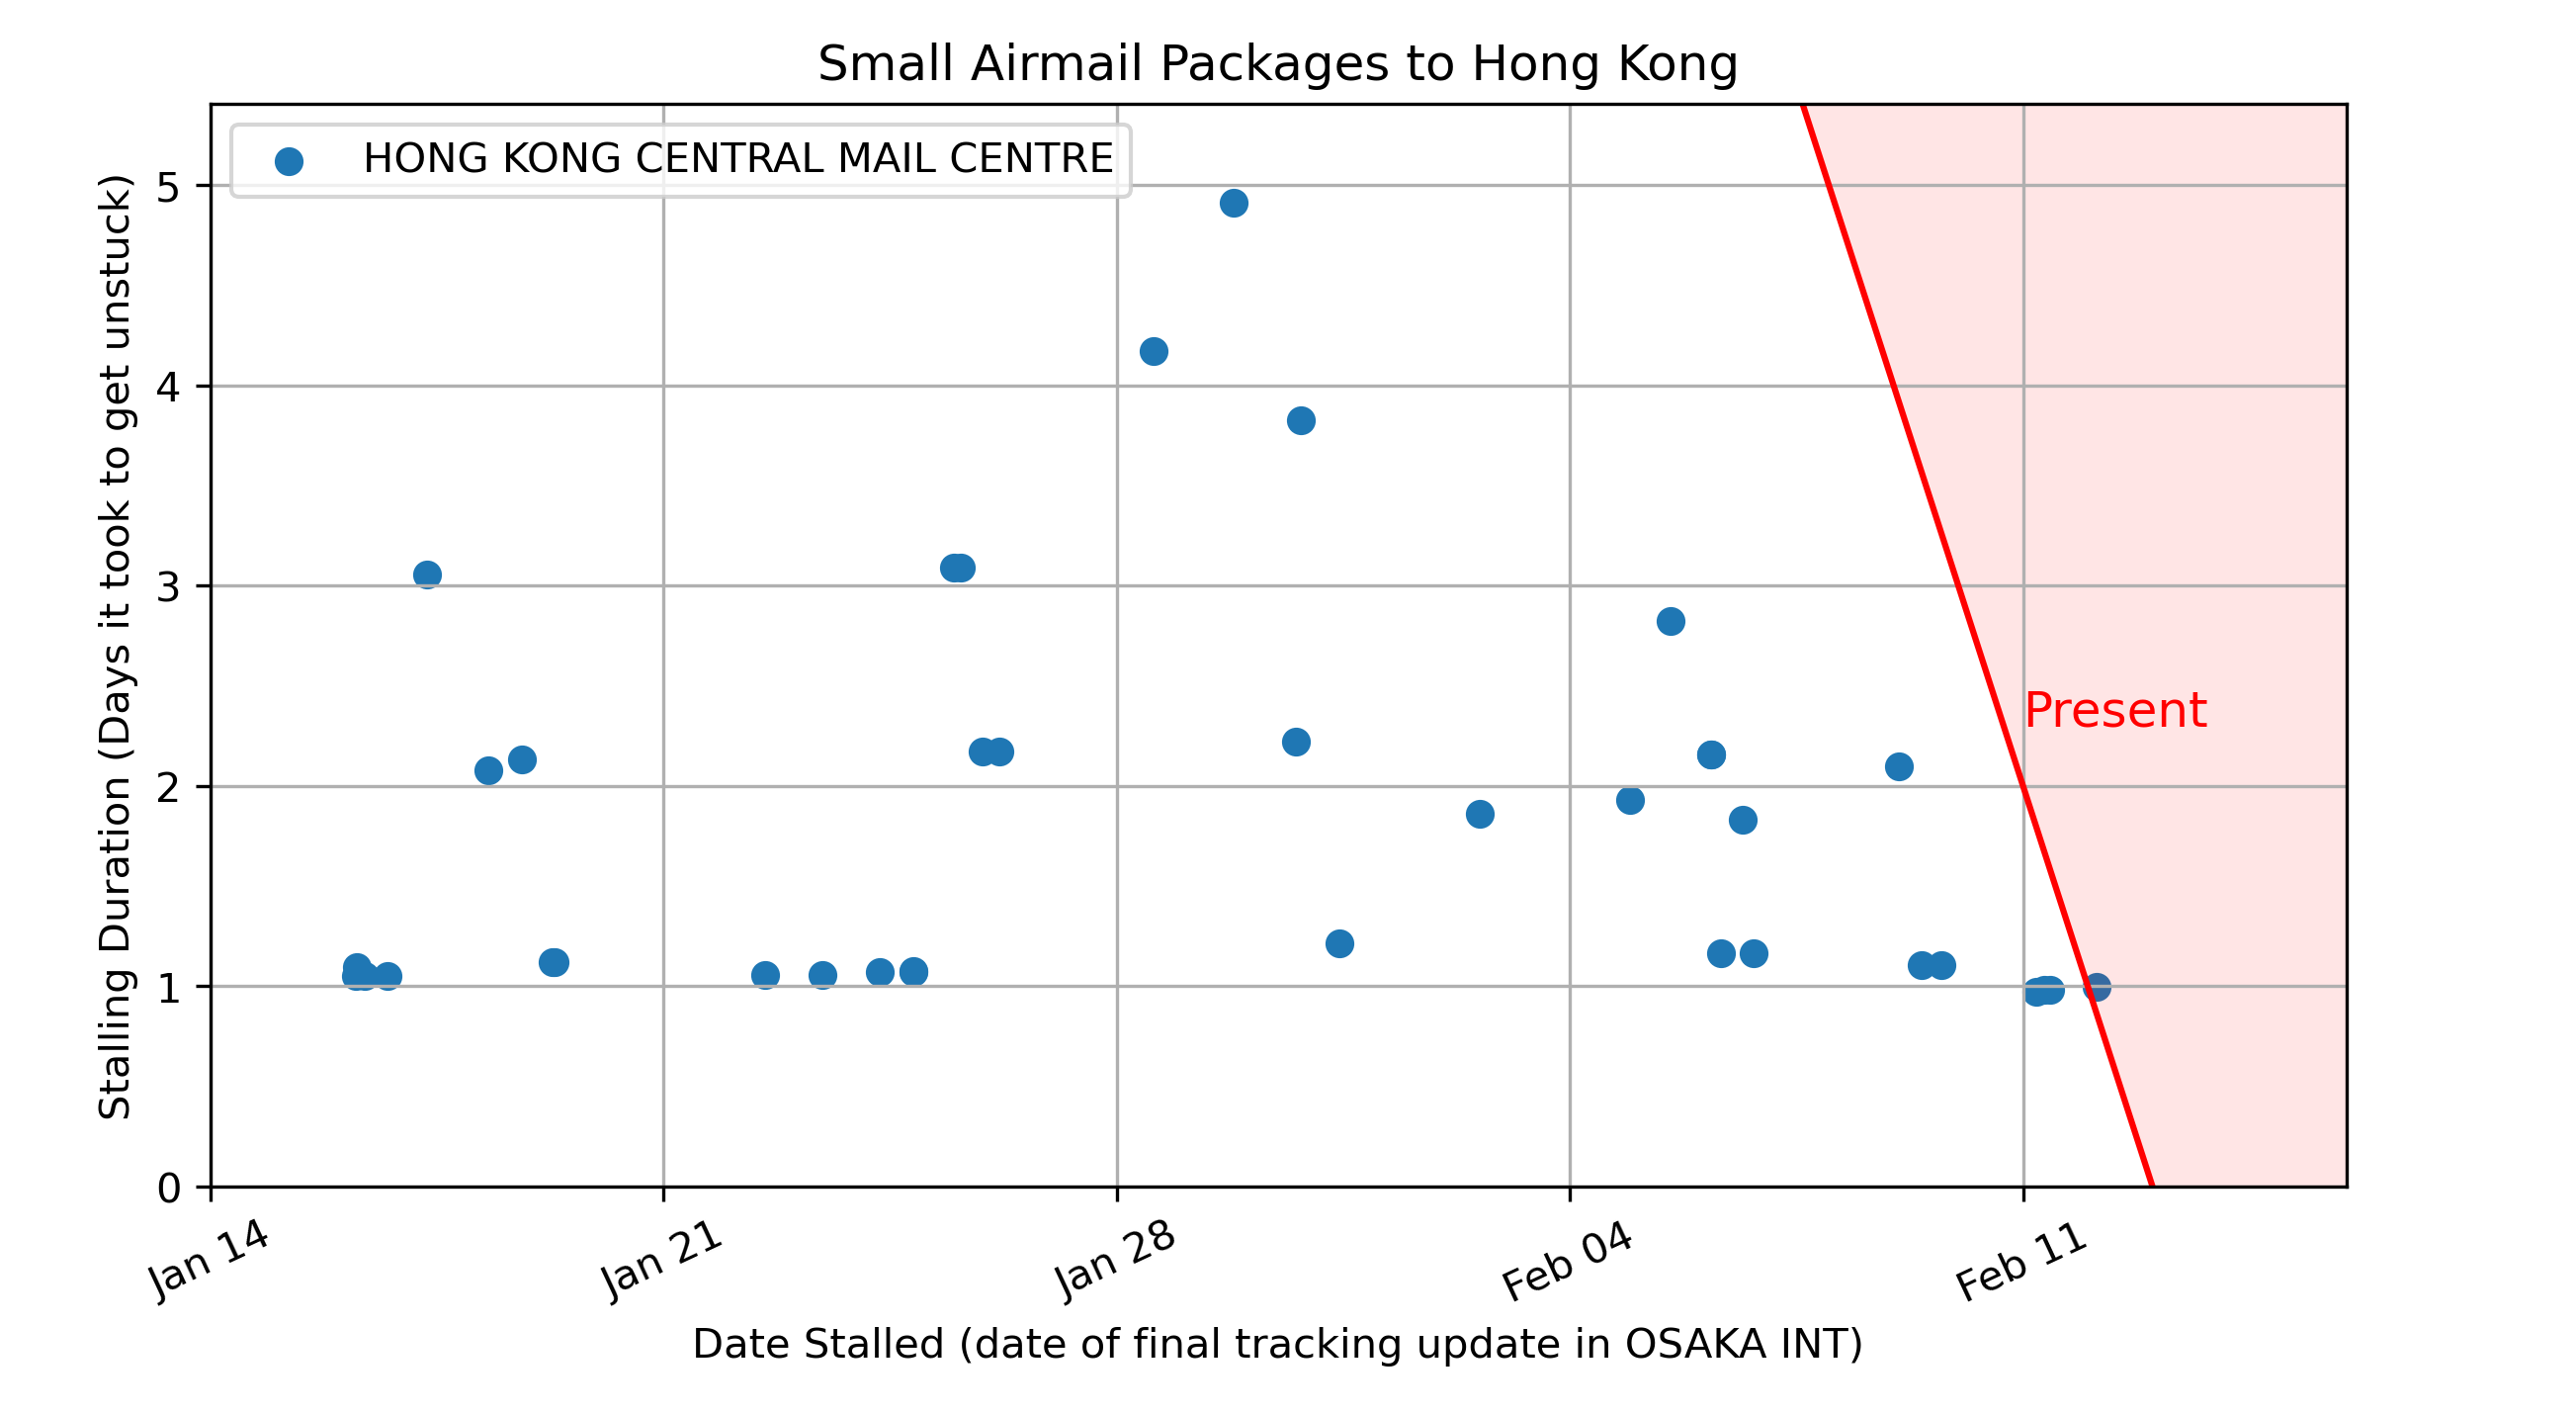 Small Airmail Packages to Hong Kong
HONG KONG CENTRAL MAIL CENTRE
Stalling Duration (Days it took to get unstuck)
5
4
3
2
1
0
Present
Jan 14
Jan 21
Jan 28
Feb 04
Feb 11
Date Stalled (date of final tracking update in OSAKA INT)